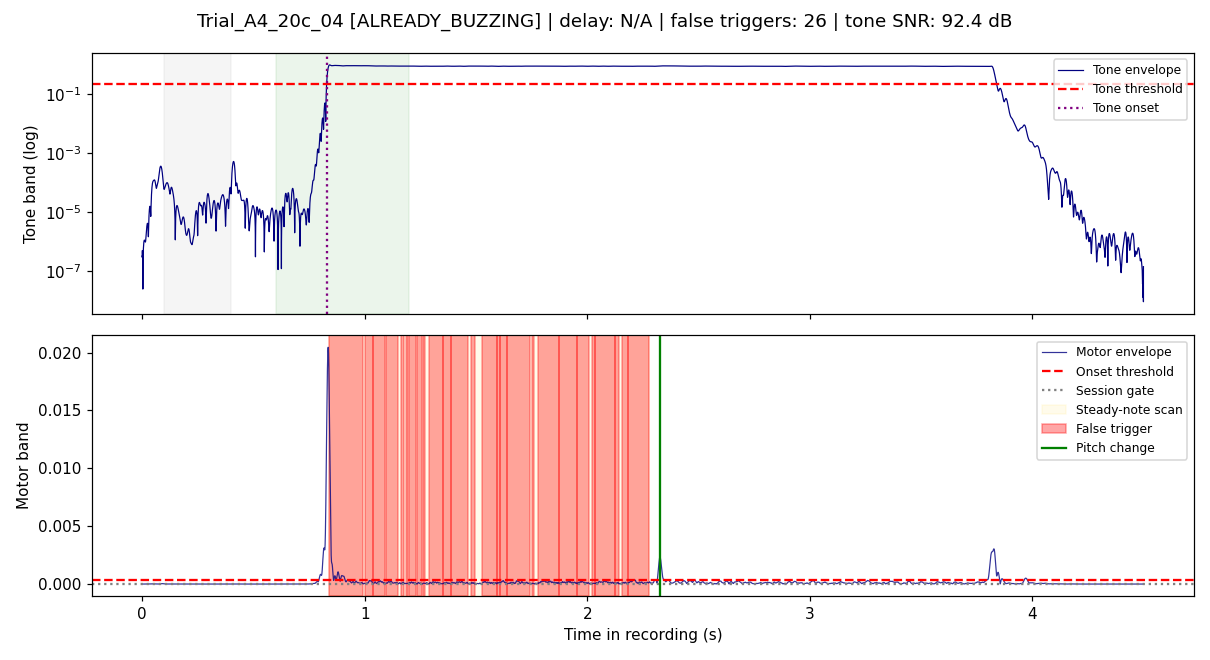 Trial_A4_20c_04 [ALREADY_BUZZING] | delay: N/A | false triggers: 26 | tone SNR: 92.4 dB
Tone band (log)
10⁻¹
10⁻³
10⁻⁵
10⁻⁷
Tone envelope
Tone threshold
Tone onset
Motor band
0.020
0.015
0.010
0.005
0.000
Motor envelope
Onset threshold
Session gate
Steady-note scan
False trigger
Pitch change
0 1 2 3 4
Time in recording (s)